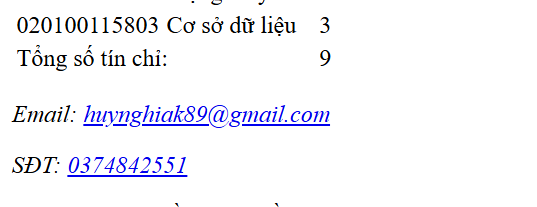 020100115803 Cơ sở dữ liệu 3
Tổng số tín chỉ: 9
Email: huynghiak89@gmail.com
SĐT: 0374842551